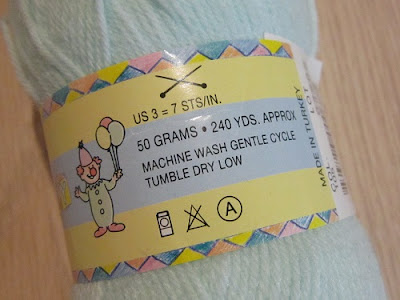 US 3 = 7 STS/IN.
50 GRAMS • 240 YDS. APPROX
MACHINE WASH GENTLE CYCLE
TUMBLE DRY LOW
A
MADE IN TURKEY